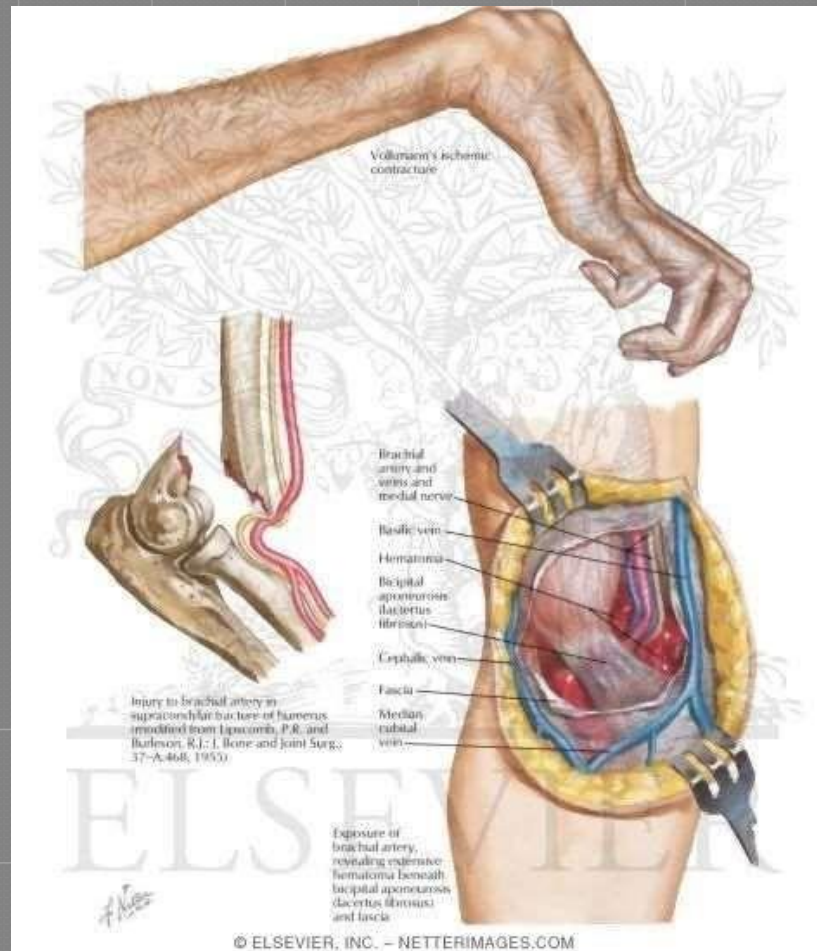 Volkmann's ischemic
contracture
NON S
Brachial
artery and
veins and
medial nerve
Basilic vein
Hematoma
Bicipital
aponeurosis
(lacertus
fibrosus)
Cephalic vein
Fascia
Median
cubital
vein
Injury to brachial artery in
supracondylar fracture of humerus
(modified from Lipscomb, P.R. and
Burleson, R.J.: J. Bone and Joint Surg.,
37-A:468, 1955)
ELSEVIER
Exposure of
brachial artery,
revealing extensive
hematoma beneath
bicipital aponeurosis
(lacertus fibrosus)
and fascia
F. Netter
© ELSEVIER, INC. – NETTERIMAGES.COM